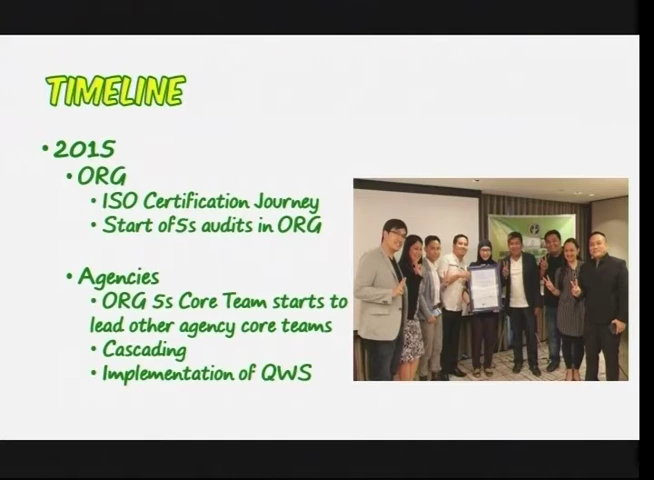 TIMELINE
• 2015
• ORG
• ISO Certification Journey
• Start of 5s audits in ORG
• Agencies
• ORG 5s Core Team starts to
lead other agency core teams
• Cascading
• Implementation of QWS